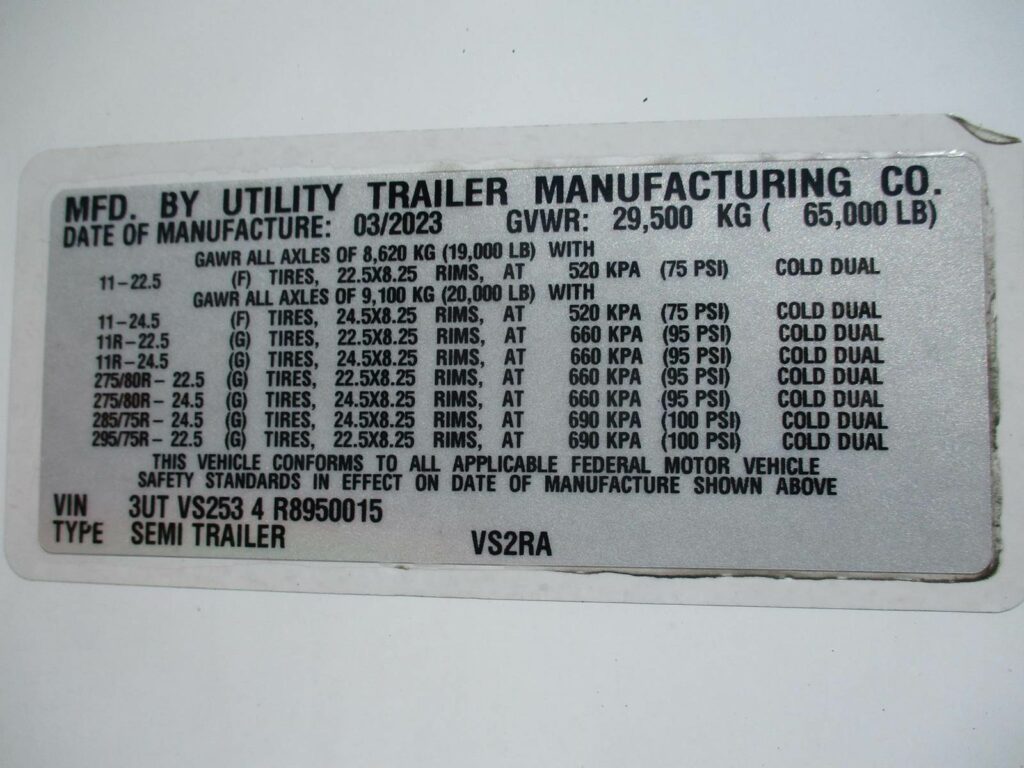 MFD. BY UTILITY TRAILER MANUFACTURING CO.
DATE OF MANUFACTURE: 03/2023 GVWR: 29,500 KG ( 65,000 LB)
GAWR ALL AXLES OF 8,620 KG (19,000 LB) WITH
11-22.5 (F) TIRES, 22.5X8.25 RIMS, AT 520 KPA (75 PSI) COLD DUAL
GAWR ALL AXLES OF 9,100 KG (20,000 LB) WITH
11-24.5 (F) TIRES, 24.5X8.25 RIMS, AT 520 KPA (75 PSI) COLD DUAL
11R-22.5 (G) TIRES, 22.5X8.25 RIMS, AT 660 KPA (95 PSI) COLD DUAL
11R-24.5 (G) TIRES, 24.5X8.25 RIMS, AT 660 KPA (95 PSI) COLD DUAL
275/80R- 22.5 (G) TIRES, 22.5X8.25 RIMS, AT 660 KPA (95 PSI) COLD DUAL
275/80R- 24.5 (G) TIRES, 24.5X8.25 RIMS, AT 660 KPA (95 PSI) COLD DUAL
285/75R- 24.5 (G) TIRES, 24.5X8.25 RIMS, AT 690 KPA (100 PSI) COLD DUAL
295/75R- 22.5 (G) TIRES, 22.5X8.25 RIMS, AT 690 KPA (100 PSI) COLD DUAL
THIS VEHICLE CONFORMS TO ALL APPLICABLE FEDERAL MOTOR VEHICLE
SAFETY STANDARDS IN EFFECT ON DATE OF MANUFACTURE SHOWN ABOVE
VIN 3UT VS253 4 R8950015
TYPE SEMI TRAILER VS2RA